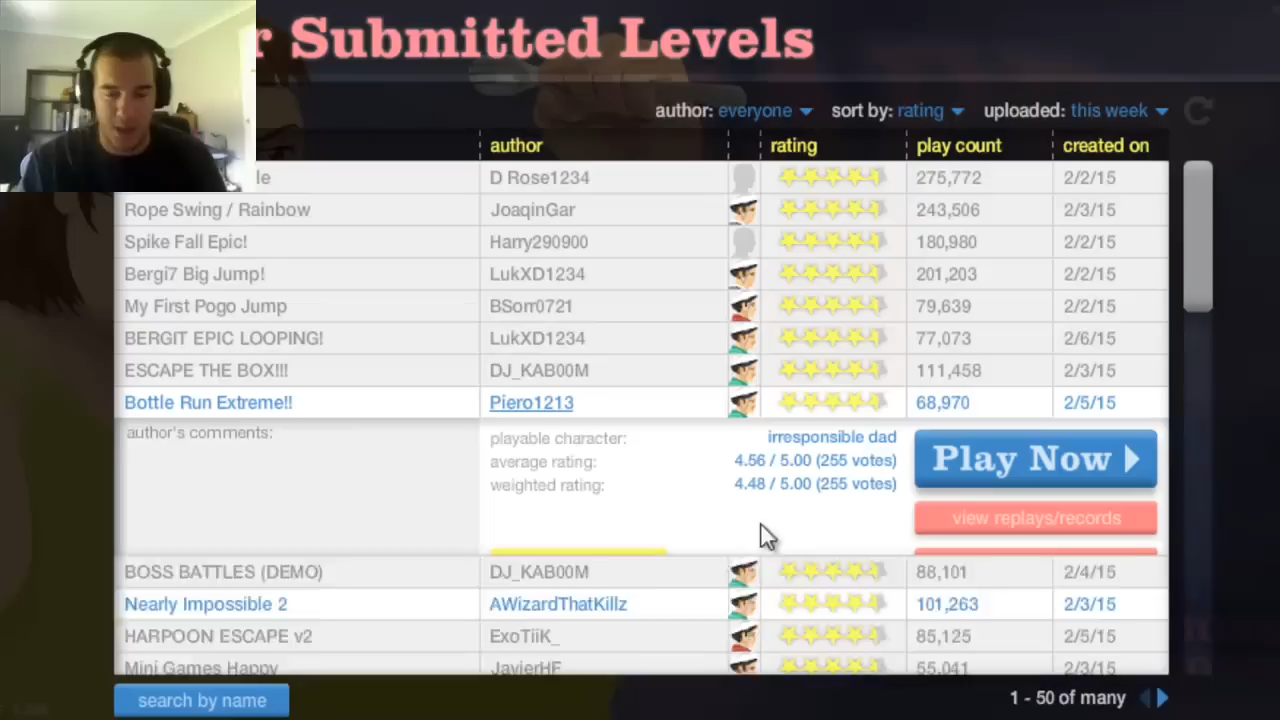 r Submitted Levels
author: everyone sort by: rating uploaded: this week
author rating play count created on
le D Rose1234 275,772 2/2/15
Rope Swing / Rainbow JoaqinGar 243,506 2/3/15
Spike Fall Epic! Harry290900 180,980 2/2/15
Bergi7 Big Jump! LukXD1234 201,203 2/2/15
My First Pogo Jump BSorr0721 79,639 2/2/15
BERGIT EPIC LOOPING! LukXD1234 77,073 2/6/15
ESCAPE THE BOX!!! DJ_KAB00M 111,458 2/3/15
Bottle Run Extreme!! Piero1213 68,970 2/5/15
author's comments:
playable character: irresponsible dad
average rating: 4.56 / 5.00 (255 votes)
weighted rating: 4.48 / 5.00 (255 votes)
Play Now
view replays/records
BOSS BATTLES (DEMO) DJ_KAB00M 88,101 2/4/15
Nearly Impossible 2 AWizardThatKillz 101,263 2/3/15
HARPOON ESCAPE v2 ExoTiiK_ 85,125 2/5/15
Mini Games Happy JavierHF 55,041 2/3/15
search by name 1 - 50 of many